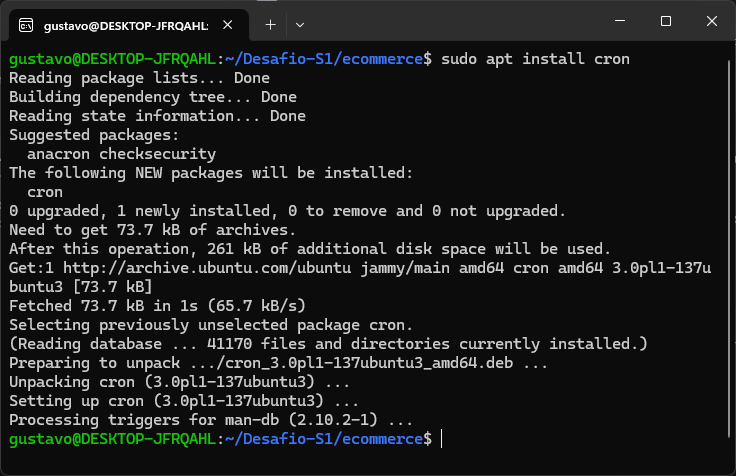 gustavo@DESKTOP-JFRQAHL:
gustavo@DESKTOP-JFRQAHL:~/Desafio-S1/ecommerce$ sudo apt install cron
Reading package lists... Done
Building dependency tree... Done
Reading state information... Done
Suggested packages:
  anacron checksecurity
The following NEW packages will be installed:
  cron
0 upgraded, 1 newly installed, 0 to remove and 0 not upgraded.
Need to get 73.7 kB of archives.
After this operation, 261 kB of additional disk space will be used.
Get:1 http://archive.ubuntu.com/ubuntu jammy/main amd64 cron amd64 3.0pl1-137u
buntu3 [73.7 kB]
Fetched 73.7 kB in 1s (65.7 kB/s)
Selecting previously unselected package cron.
(Reading database ... 41170 files and directories currently installed.)
Preparing to unpack .../cron_3.0pl1-137ubuntu3_amd64.deb ...
Unpacking cron (3.0pl1-137ubuntu3) ...
Setting up cron (3.0pl1-137ubuntu3) ...
Processing triggers for man-db (2.10.2-1) ...
gustavo@DESKTOP-JFRQAHL:~/Desafio-S1/ecommerce$